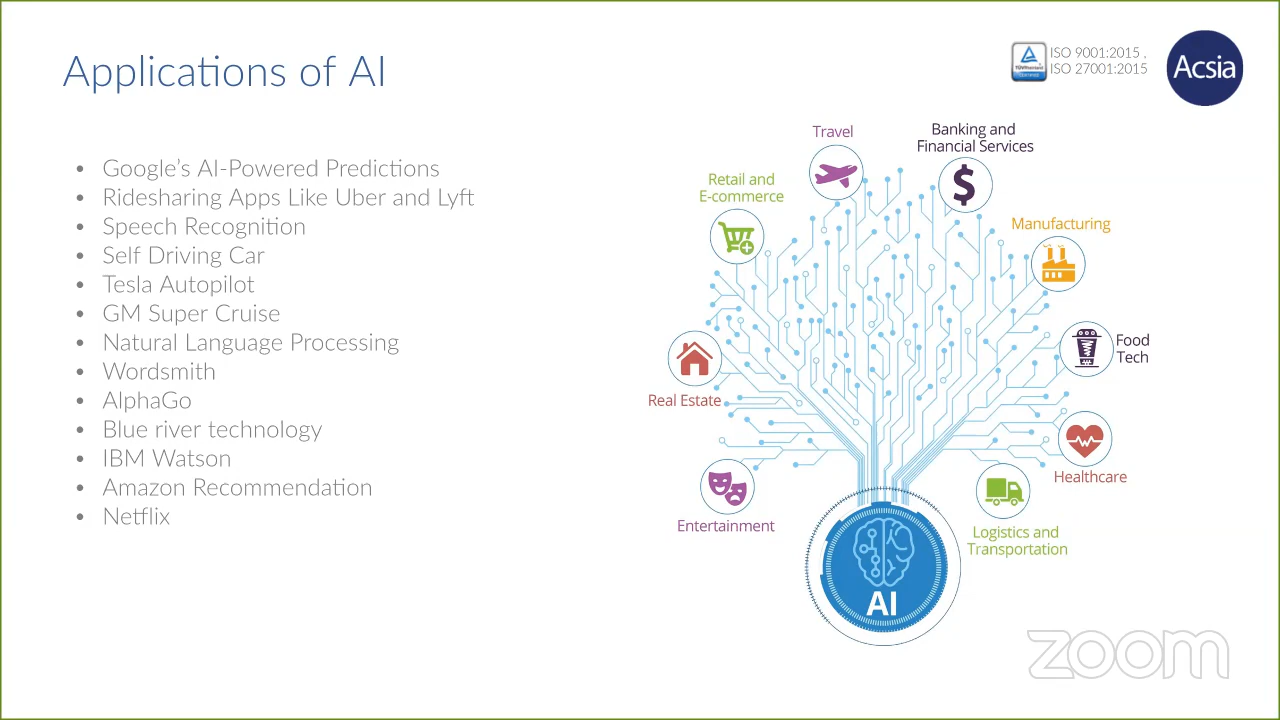 Applications of AI
ISO 9001:2015 ,
ISO 27001:2015
Acsia
• Google’s AI-Powered Predictions
• Ridesharing Apps Like Uber and Lyft
• Speech Recognition
• Self Driving Car
• Tesla Autopilot
• GM Super Cruise
• Natural Language Processing
• Wordsmith
• AlphaGo
• Blue river technology
• IBM Watson
• Amazon Recommendation
• Netflix
Travel
Banking and
Financial Services
Retail and
E-commerce
Manufacturing
Food
Tech
Real Estate
Healthcare
Entertainment
Logistics and
Transportation
AI
zoom